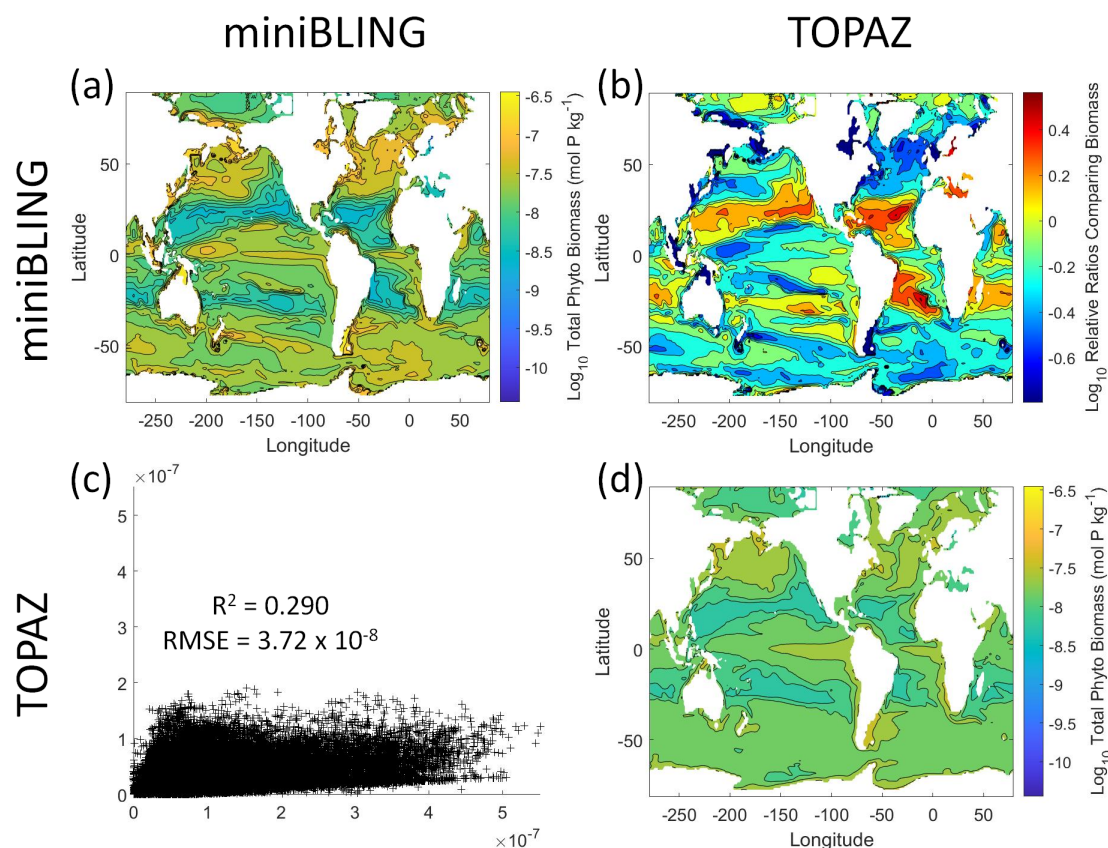 miniBLING
TOPAZ
miniBLING
TOPAZ
(a)
50
0
-50
Latitude
-250 -200 -150 -100 -50 0 50
Longitude
-6.5
-7
-7.5
-8
-8.5
-9
-9.5
-10
Log10 Total Phyto Biomass (mol P kg-1)
(b)
50
0
-50
Latitude
-250 -200 -150 -100 -50 0 50
Longitude
0.4
0.2
0
-0.2
-0.4
-0.6
Log10 Relative Ratios Comparing Biomass
(c)
×10-7
5
4
3
2
1
0
R2 = 0.290
RMSE = 3.72 x 10-8
0 1 2 3 4 5
×10-7
(d)
50
0
-50
Latitude
-250 -200 -150 -100 -50 0 50
Longitude
-6.5
-7
-7.5
-8
-8.5
-9
-9.5
-10
Log10 Total Phyto Biomass (mol P kg-1)